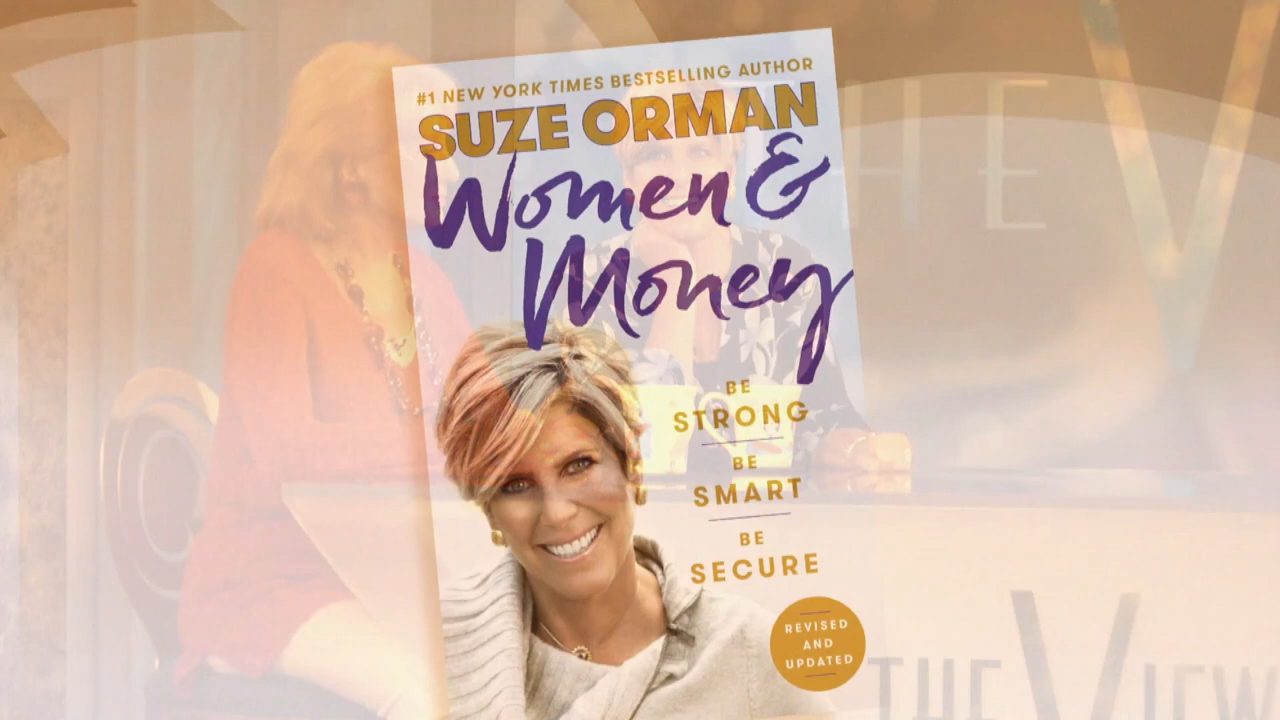 #1 NEW YORK TIMES BESTSELLING AUTHOR
SUZE ORMAN
Women &
Money
BE
STRONG
BE
SMART
BE
SECURE
REVISED
AND
UPDATED
THE V
THE VIEW